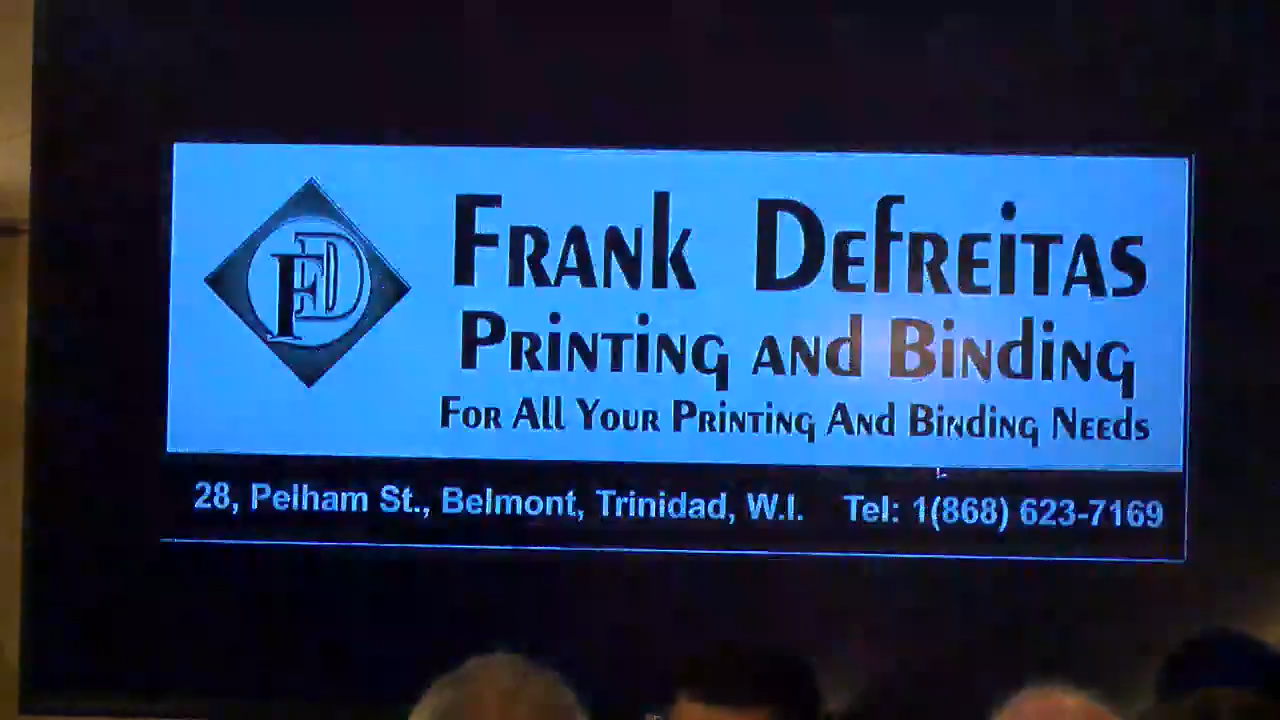 FD
Frank Defreitas
Printing and Binding
For All Your Printing And Binding Needs
28, Pelham St., Belmont, Trinidad, W.I. Tel: 1(868) 623-7169